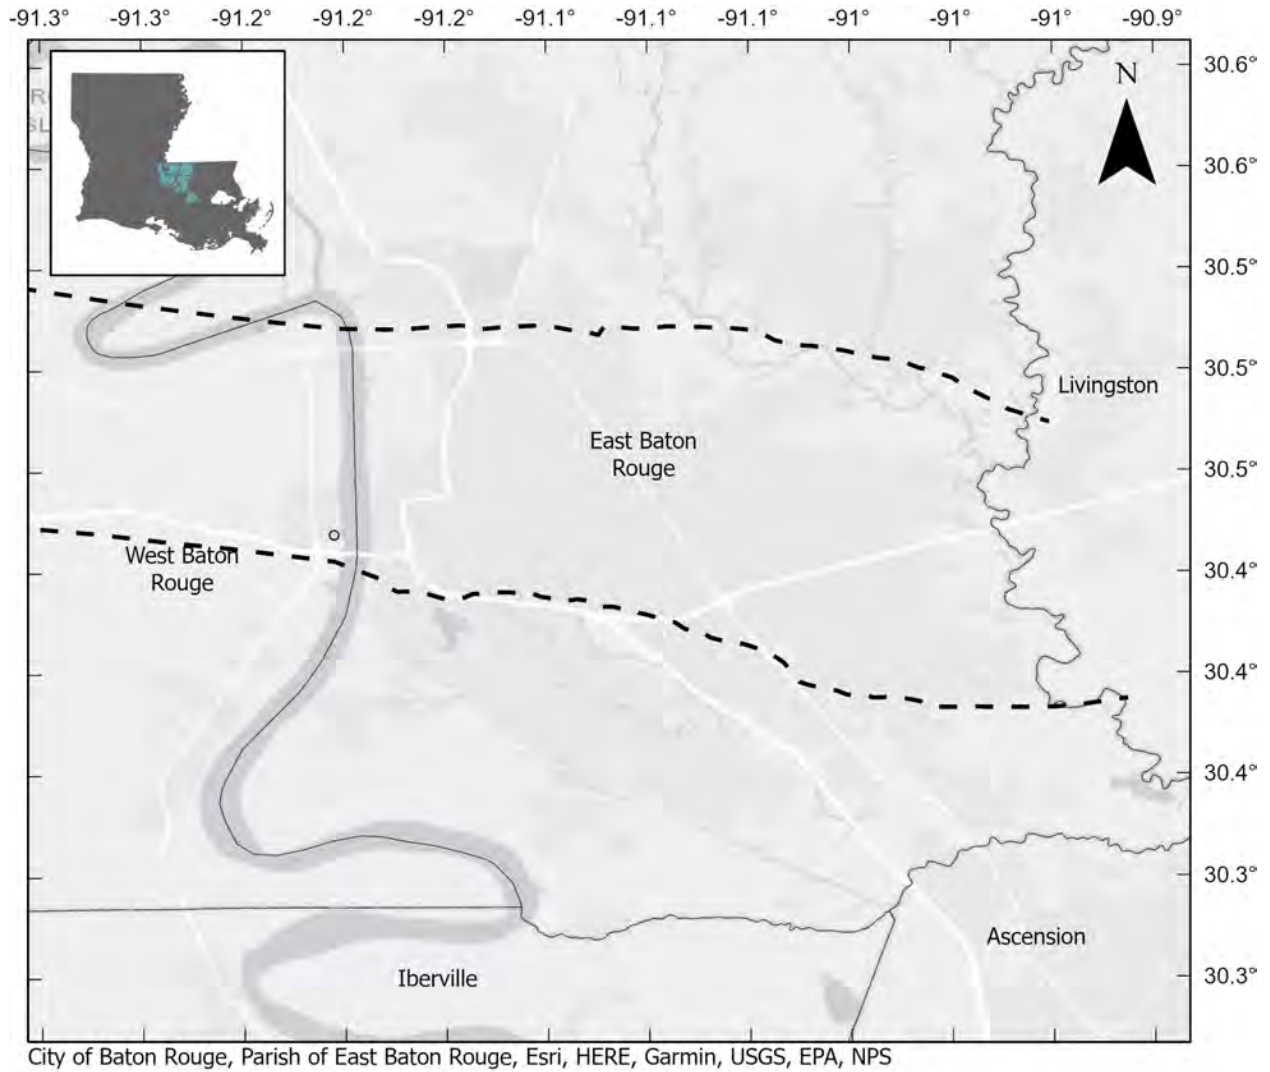 -91.3° -91.3° -91.2° -91.2° -91.2° -91.1° -91.1° -91.1° -91° -91° -91° -90.9°
N
30.6°
R
SL
30.6°
30.5°
30.5°
Livingston
East Baton
Rouge
30.5°
West Baton
Rouge
30.4°
30.4°
30.4°
30.3°
Ascension
Iberville
30.3°
City of Baton Rouge, Parish of East Baton Rouge, Esri, HERE, Garmin, USGS, EPA, NPS